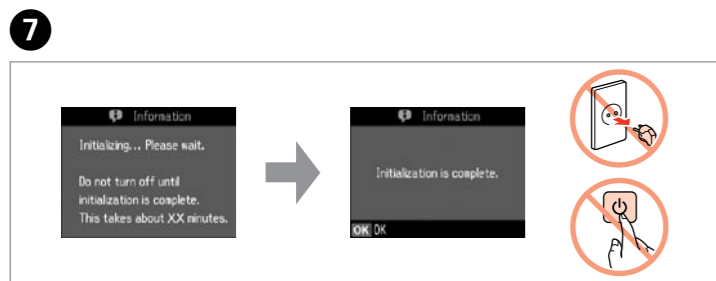 7
Information
Initializing... Please wait.
Do not turn off until
initialization is complete.
This takes about XX minutes.
Information
Initialization is complete.
OK OK